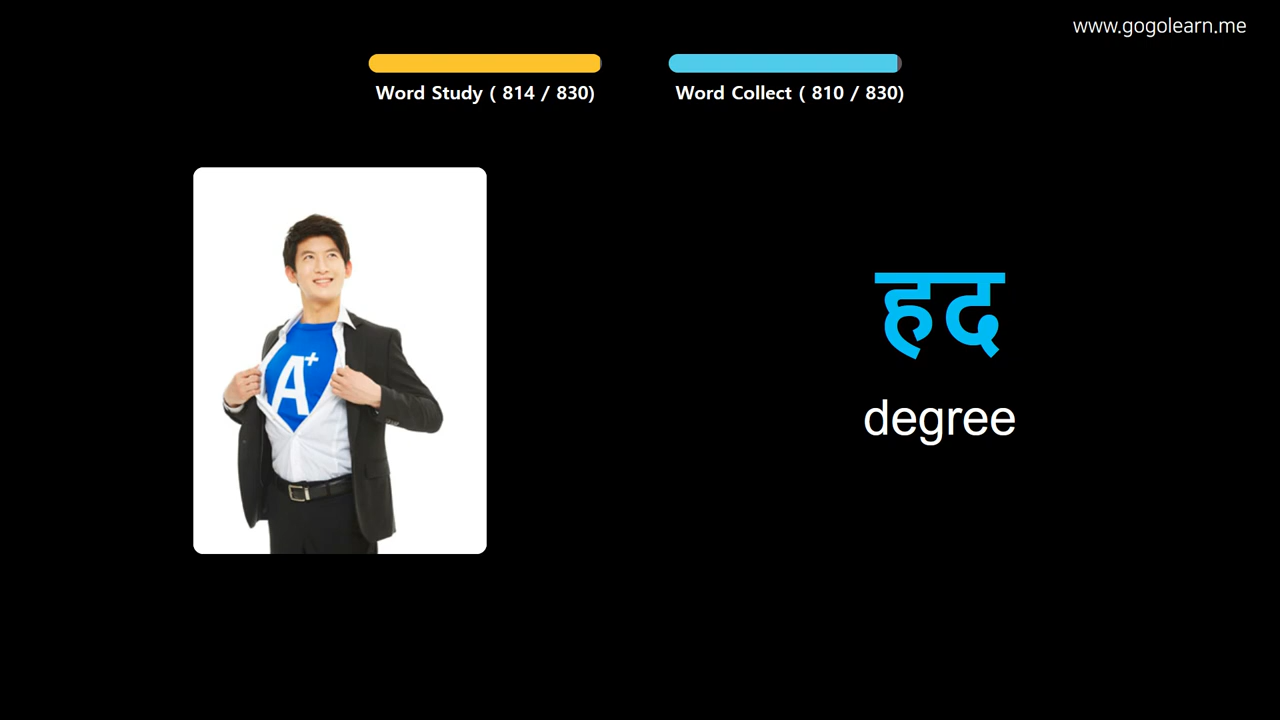 www.gogolearn.me
Word Study ( 814 / 830)
Word Collect ( 810 / 830)
A+
हद
degree